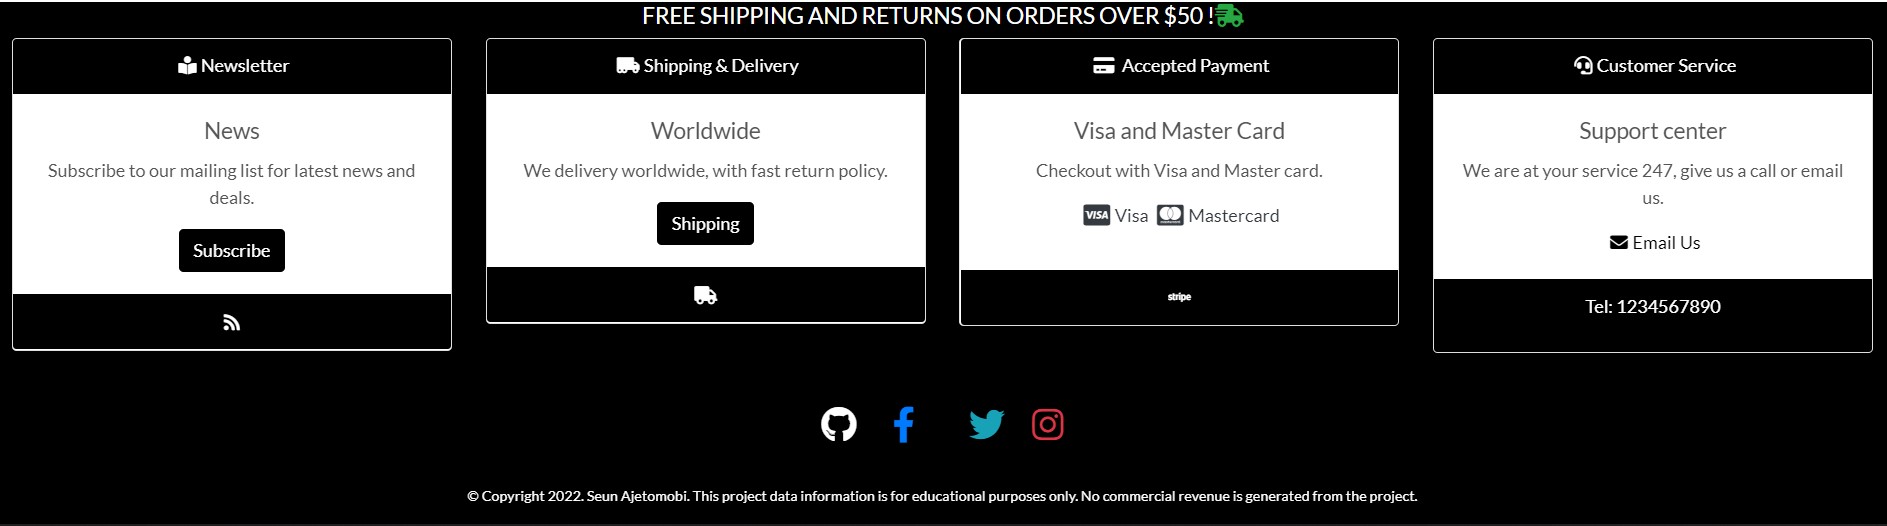 FREE SHIPPING AND RETURNS ON ORDERS OVER $50 !
Newsletter
News
Subscribe to our mailing list for latest news and
deals.
Subscribe
Shipping & Delivery
Worldwide
We delivery worldwide, with fast return policy.
Shipping
Accepted Payment
Visa and Master Card
Checkout with Visa and Master card.
VISA Visa Mastercard
stripe
Customer Service
Support center
We are at your service 247, give us a call or email
us.
Email Us
Tel: 1234567890
© Copyright 2022. Seun Ajetomobi. This project data information is for educational purposes only. No commercial revenue is generated from the project.